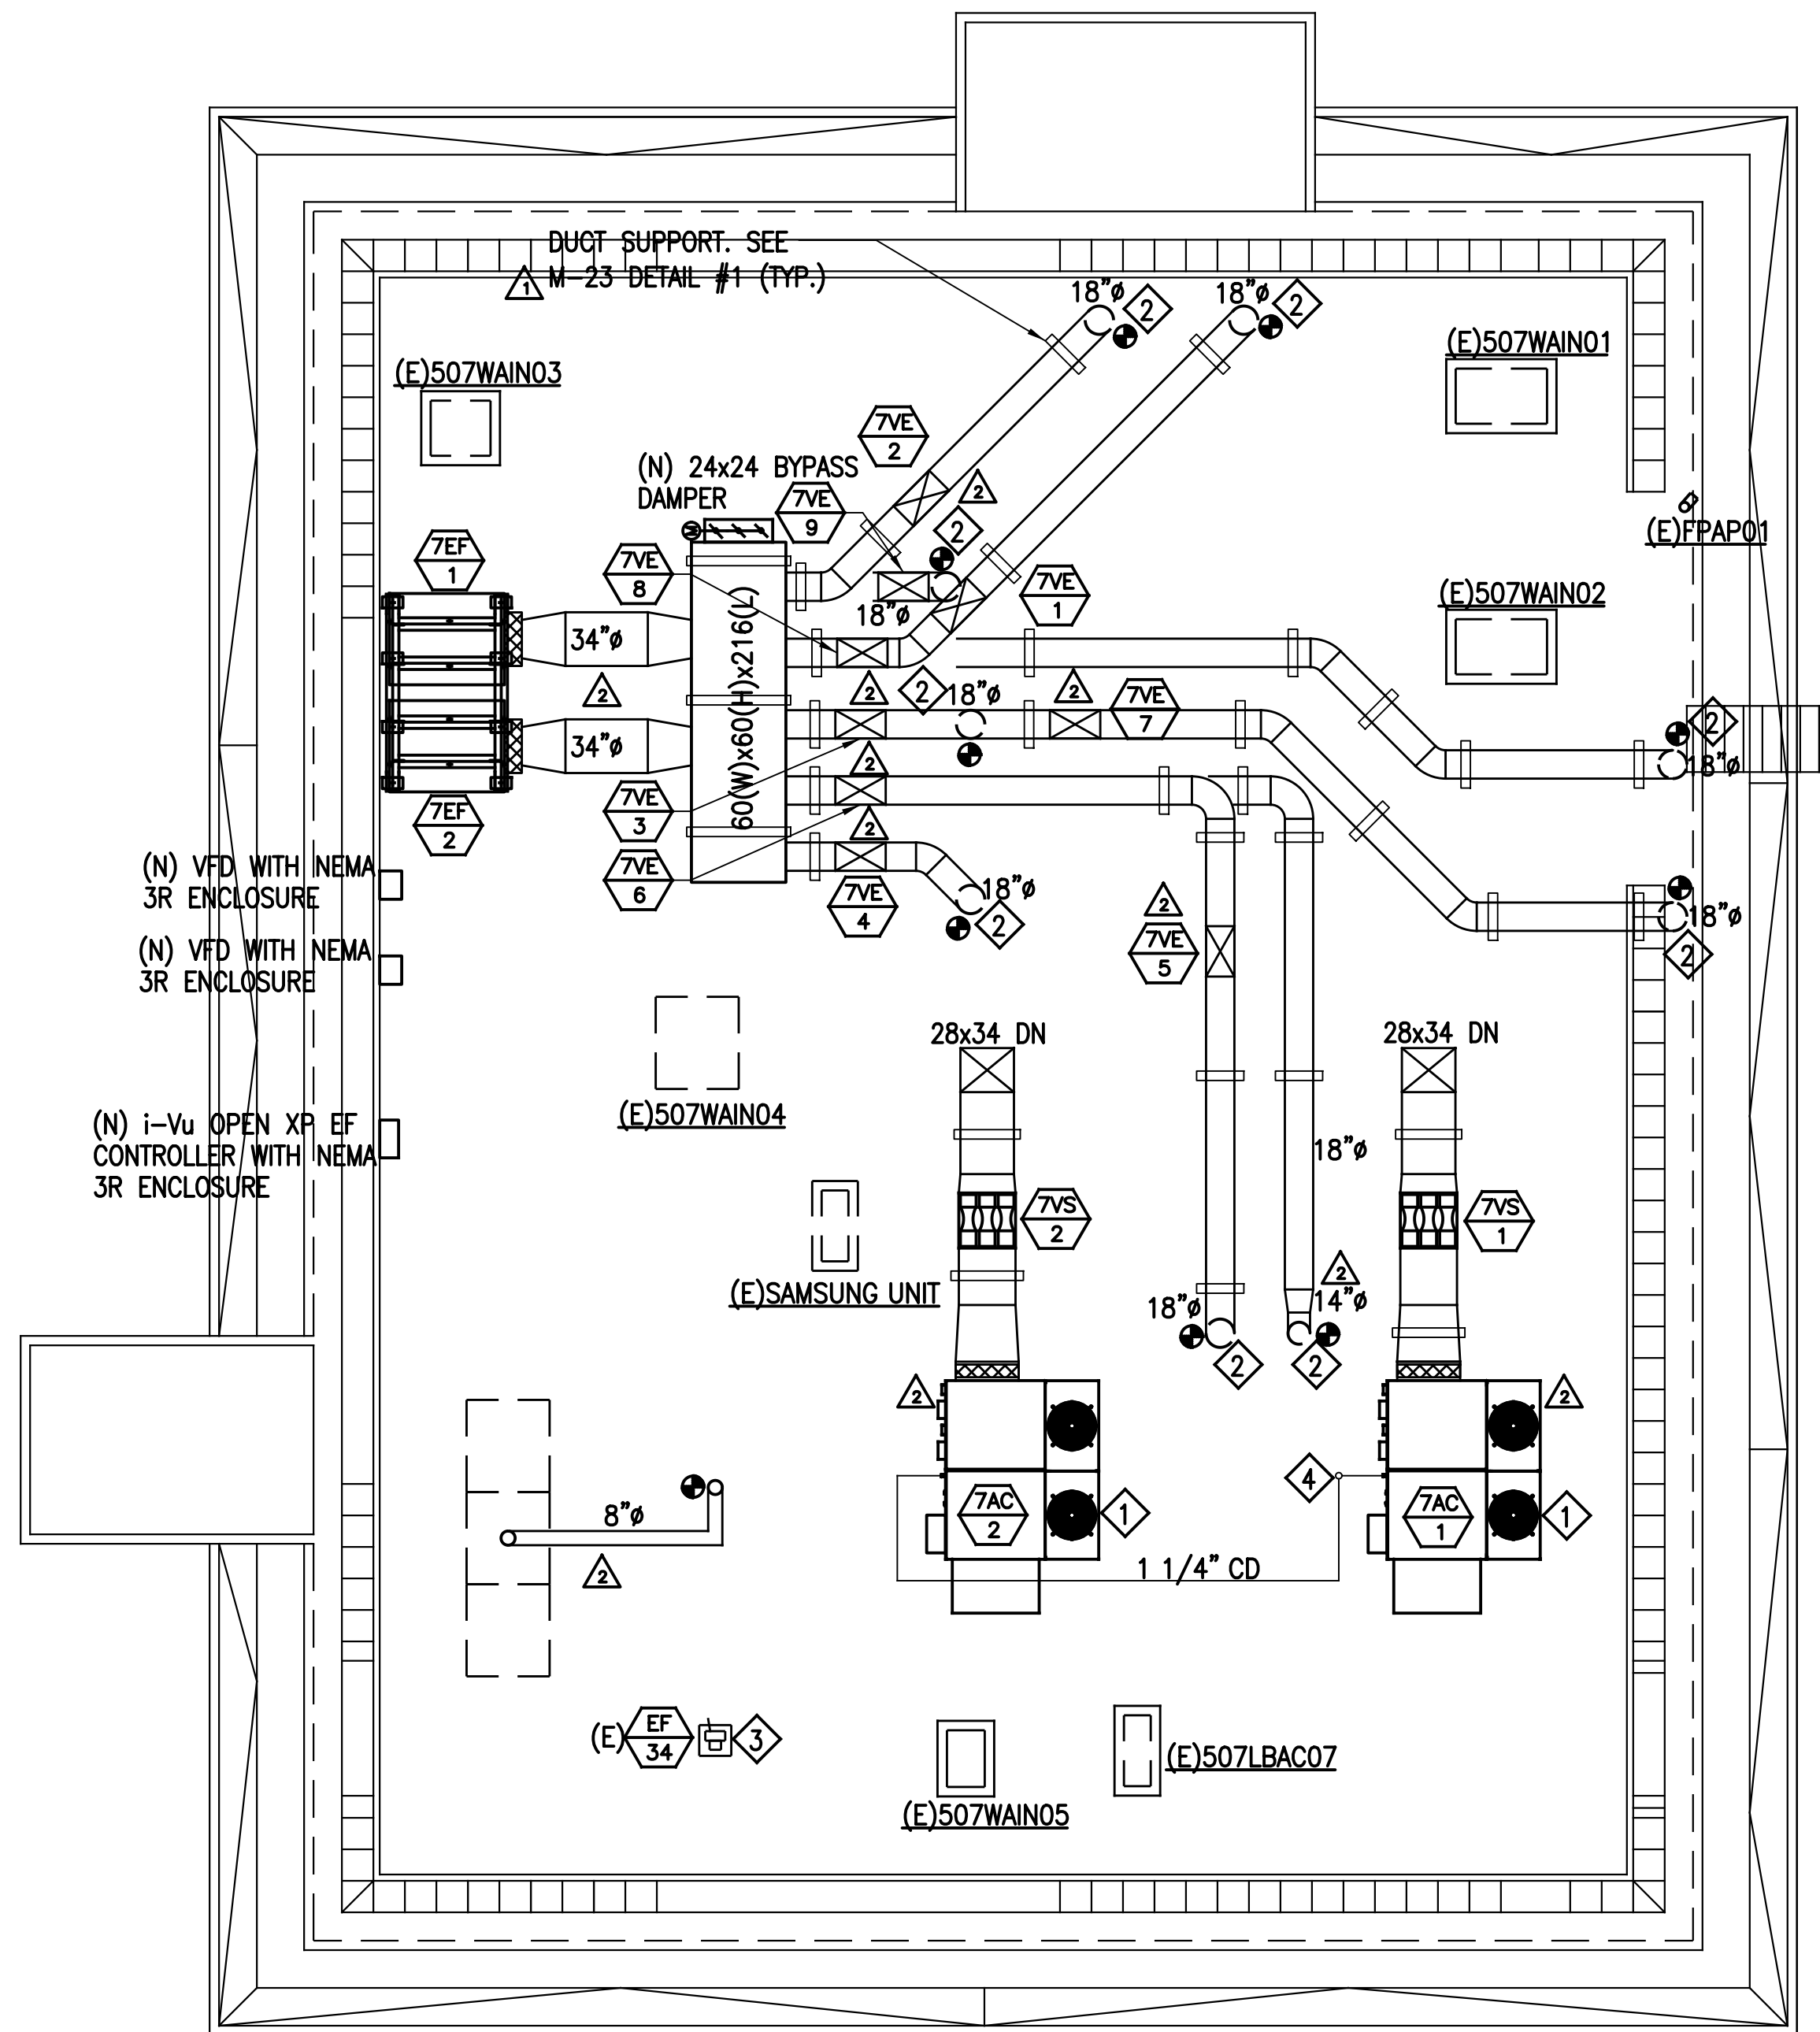 DUCT SUPPORT. SEE
M-23 DETAIL #1 (TYP.)
1
18"ø
2
18"ø
2
(E)507WAIN03
(E)507WAIN01
7VE
2
(N) 24x24 BYPASS
DAMPER
7VE
9
2
2
M
(E)FPAP01
7EF
1
7VE
8
18"ø
7VE
1
(E)507WAIN02
34"ø
60(W)x60(H)x216(L)
2
2
2
18"ø
2
7VE
7
2
18"ø
34"ø
2
7VE
3
7EF
2
2
(N) VFD WITH NEMA
3R ENCLOSURE
7VE
6
7VE
4
18"ø
2
2
7VE
5
18"ø
2
(N) VFD WITH NEMA
3R ENCLOSURE
28x34 DN
28x34 DN
(E)507WAIN04
(N) i-Vu OPEN XP EF
CONTROLLER WITH NEMA
3R ENCLOSURE
18"ø
7VS
2
7VS
1
(E)SAMSUNG UNIT
2
18"ø
14"ø
2
2
2
2
4
8"ø
7AC
2
1
7AC
1
1
2
1 1/4" CD
(E)
EF
34
3
(E)507LBAC07
(E)507WAIN05